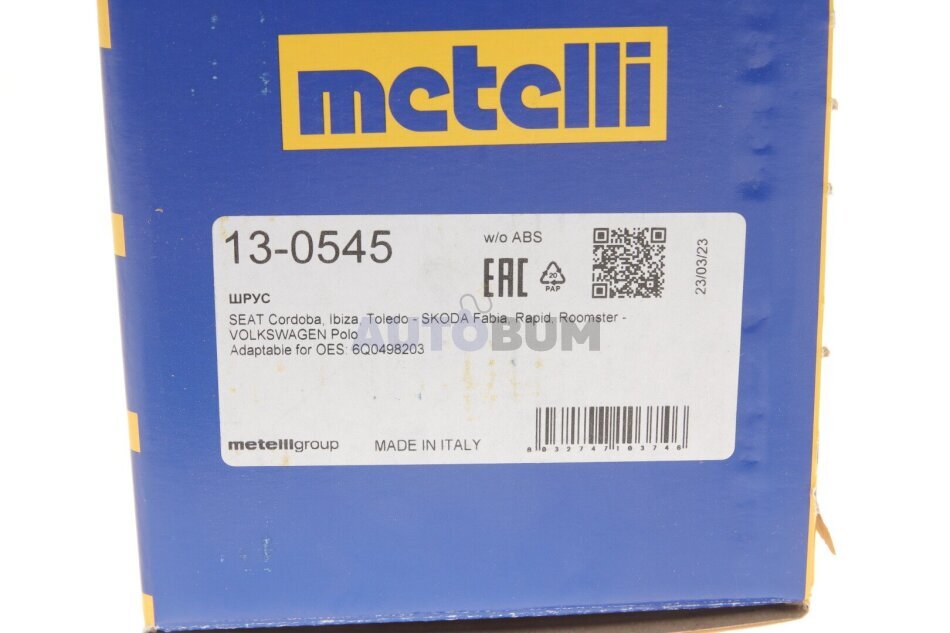 metelli
13-0545
w/o ABS
EAC
20
PAP
23/03/23
ШРУС
SEAT Cordoba, Ibiza, Toledo - SKODA Fabia, Rapid, Roomster -
VOLKSWAGEN Polo
Adaptable for OES: 6Q0498203
AUTOBUM
metelligroup
MADE IN ITALY
8032747103746